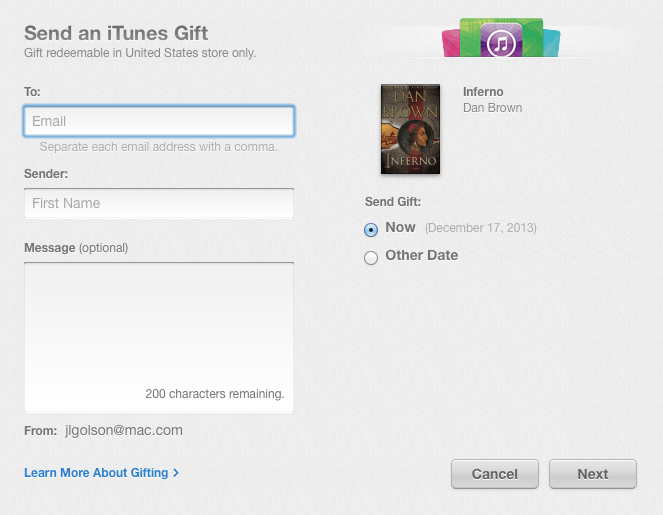 Send an iTunes Gift
Gift redeemable in United States store only.
To:
Email
Separate each email address with a comma.
Sender:
First Name
Message (optional)
200 characters remaining.
From: jlgolson@mac.com
Learn More About Gifting >
DAN
BROWN
INFERNO
Inferno
Dan Brown
Send Gift:
Now (December 17, 2013)
Other Date
Cancel
Next